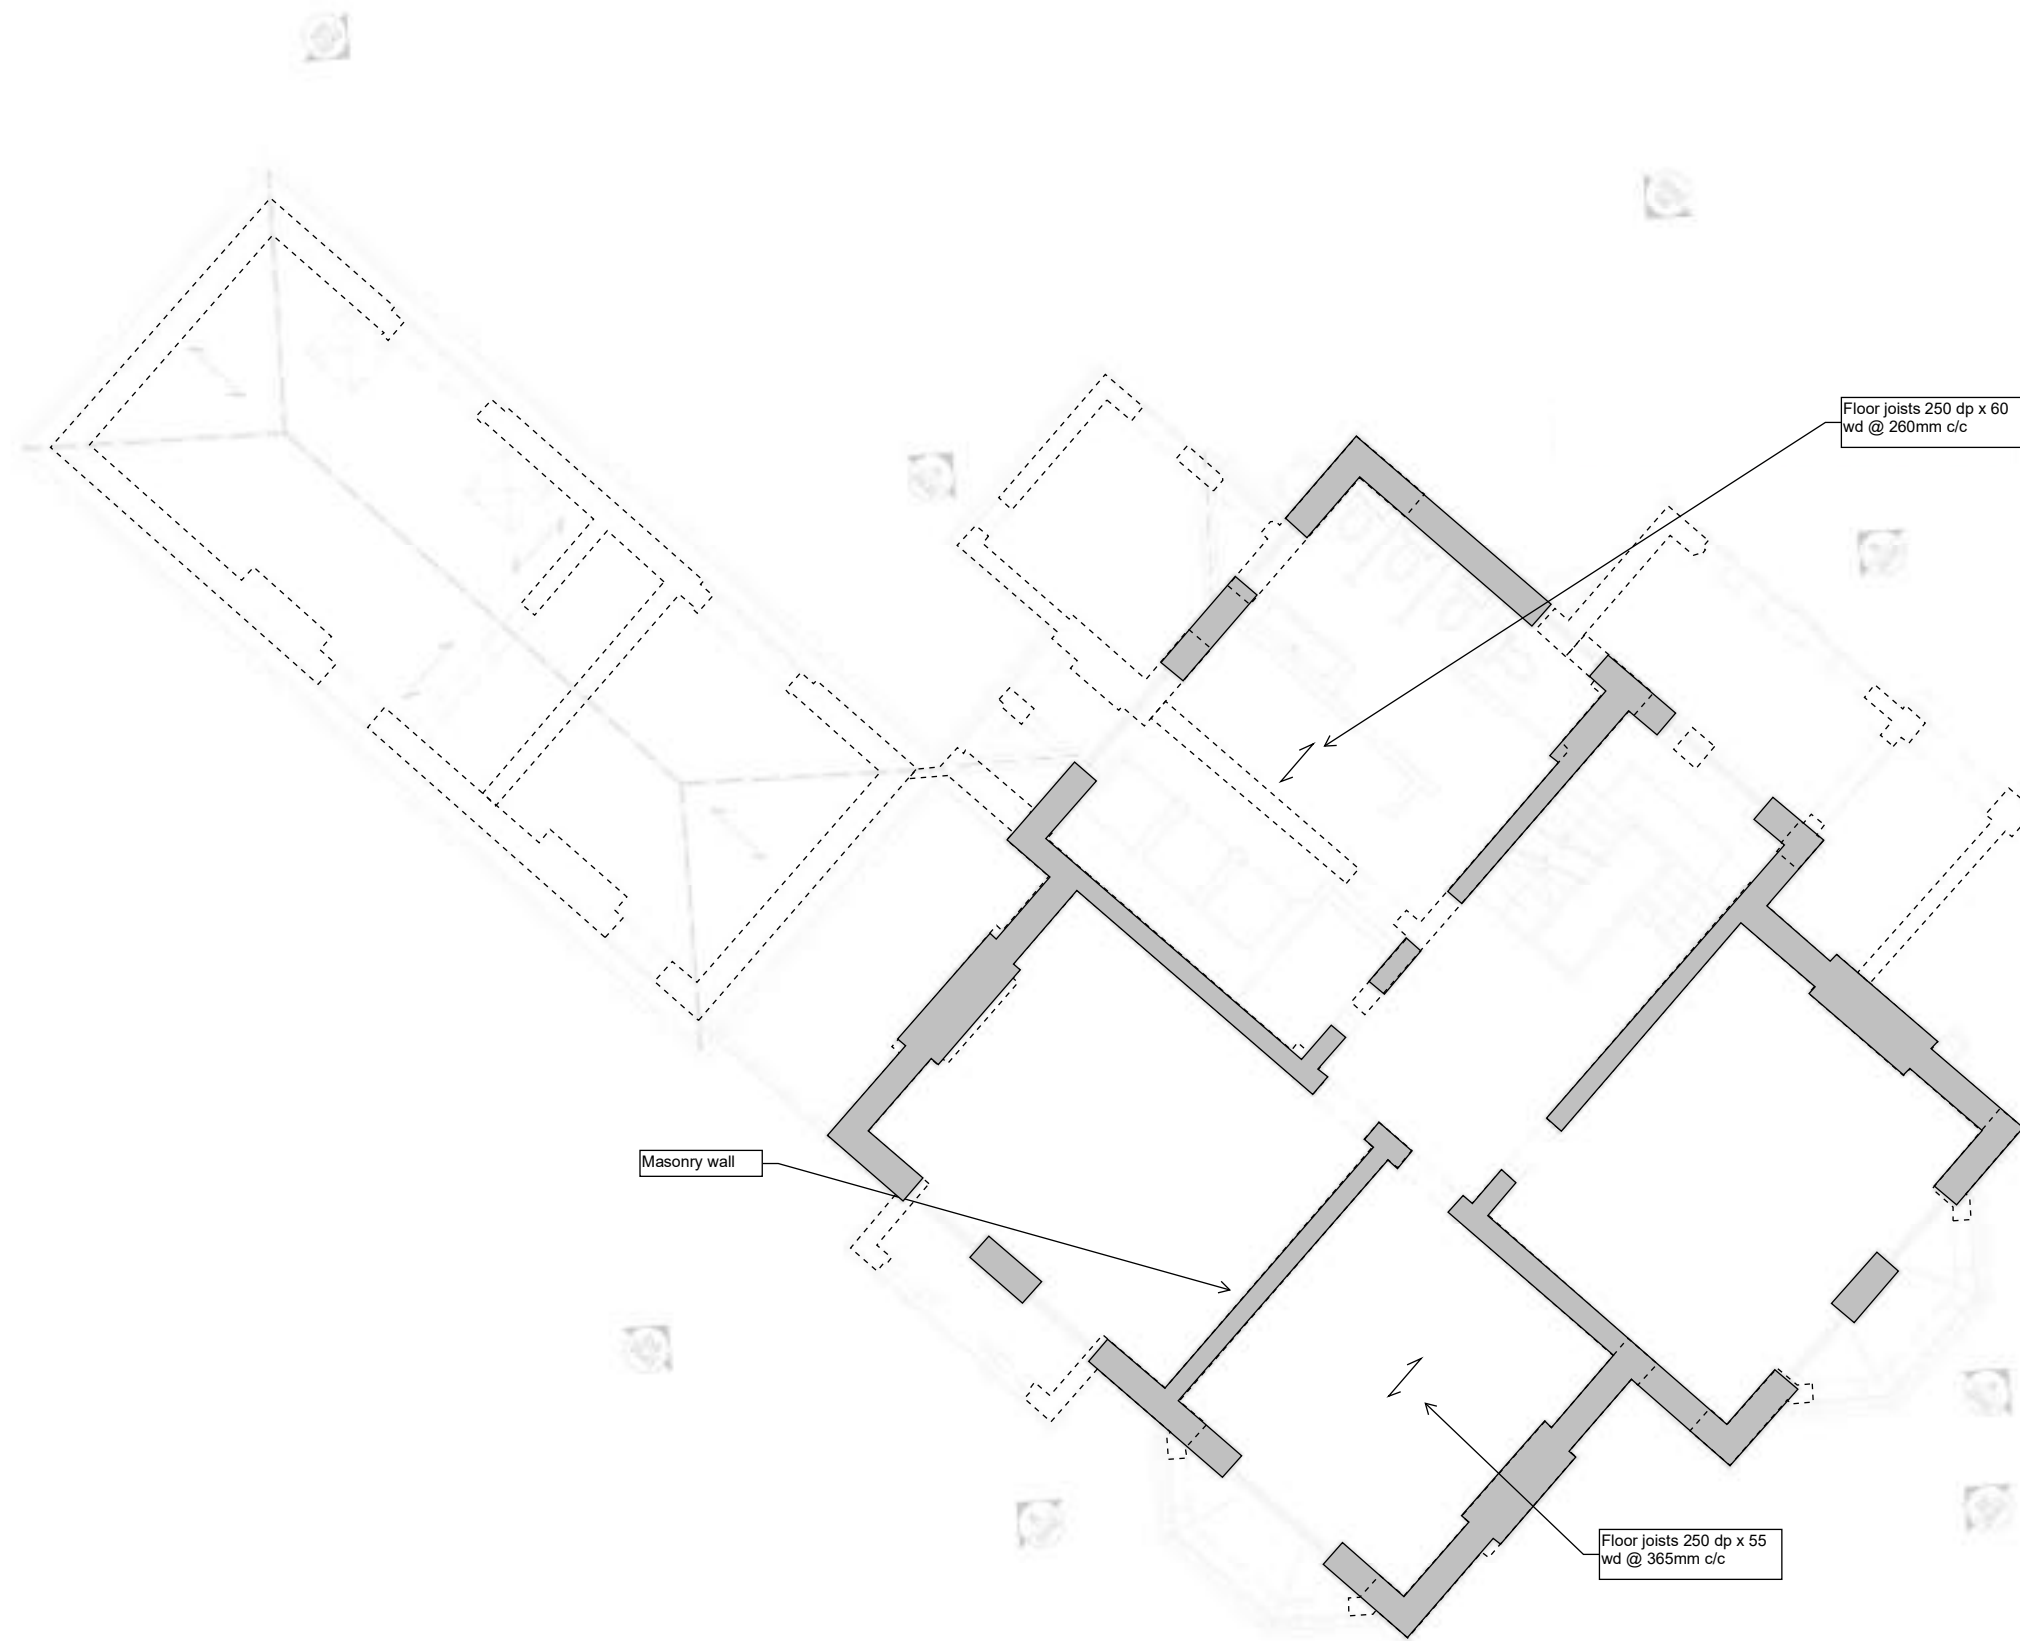 Floor joists 250 dp x 60
wd @ 260mm c/c
Masonry wall
Floor joists 250 dp x 55
wd @ 365mm c/c